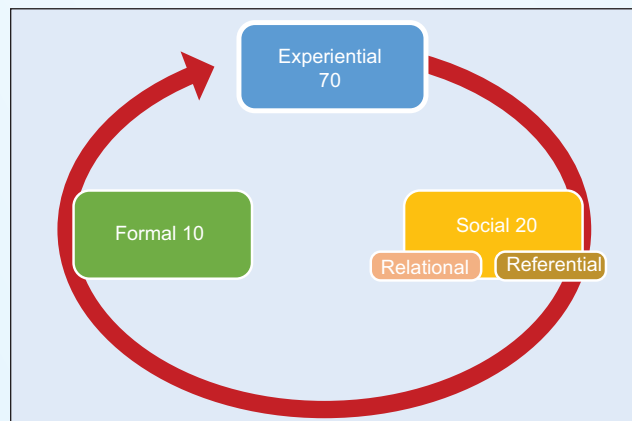 Experiential
70
Formal 10
Social 20
Relational
Referential